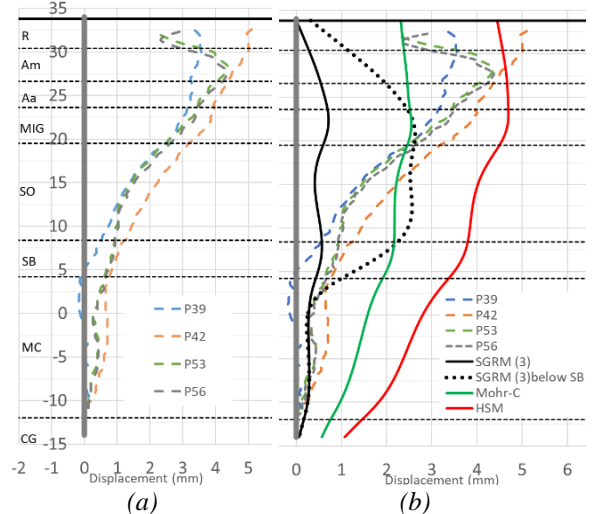 35
R
30
Am
25
Aa
MIG
20
SO
15
10
SB
5
0
MC
-5
-10
CG
-15
P39
P42
P53
P56
-2 -1 0 1 2 3 4 5
Displacement (mm)
(a)
P39
P42
P53
P56
SGRM (3)
SGRM (3)below SB
Mohr-C
HSM
0 1 2 3 4 5 6
Displacement (mm)
(b)